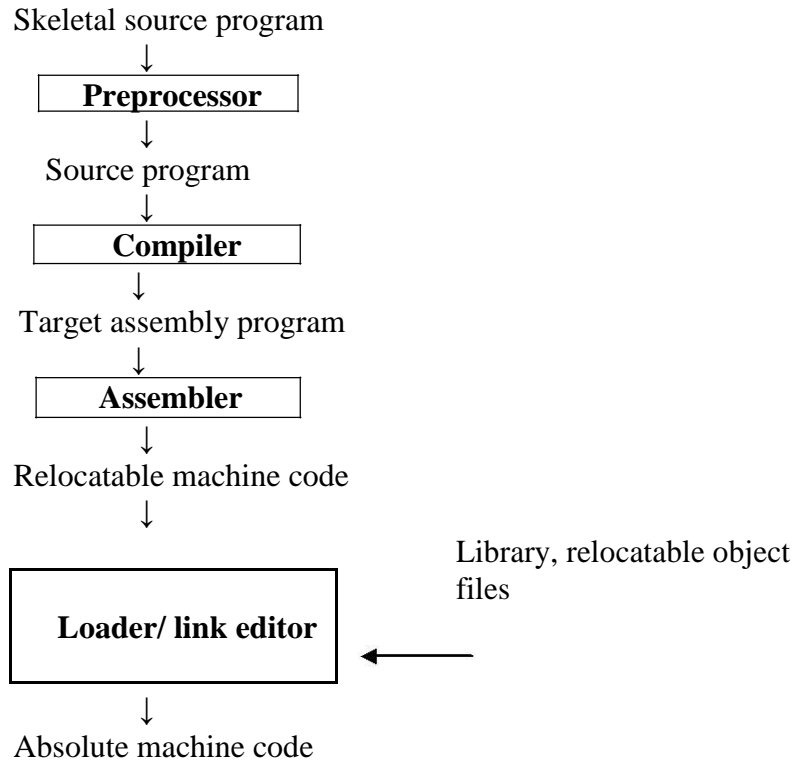 Skeletal source program
↓
Preprocessor
↓
Source program
↓
Compiler
↓
Target assembly program
↓
Assembler
↓
Relocatable machine code
↓
Library, relocatable object
files
Loader/ link editor
↓
Absolute machine code